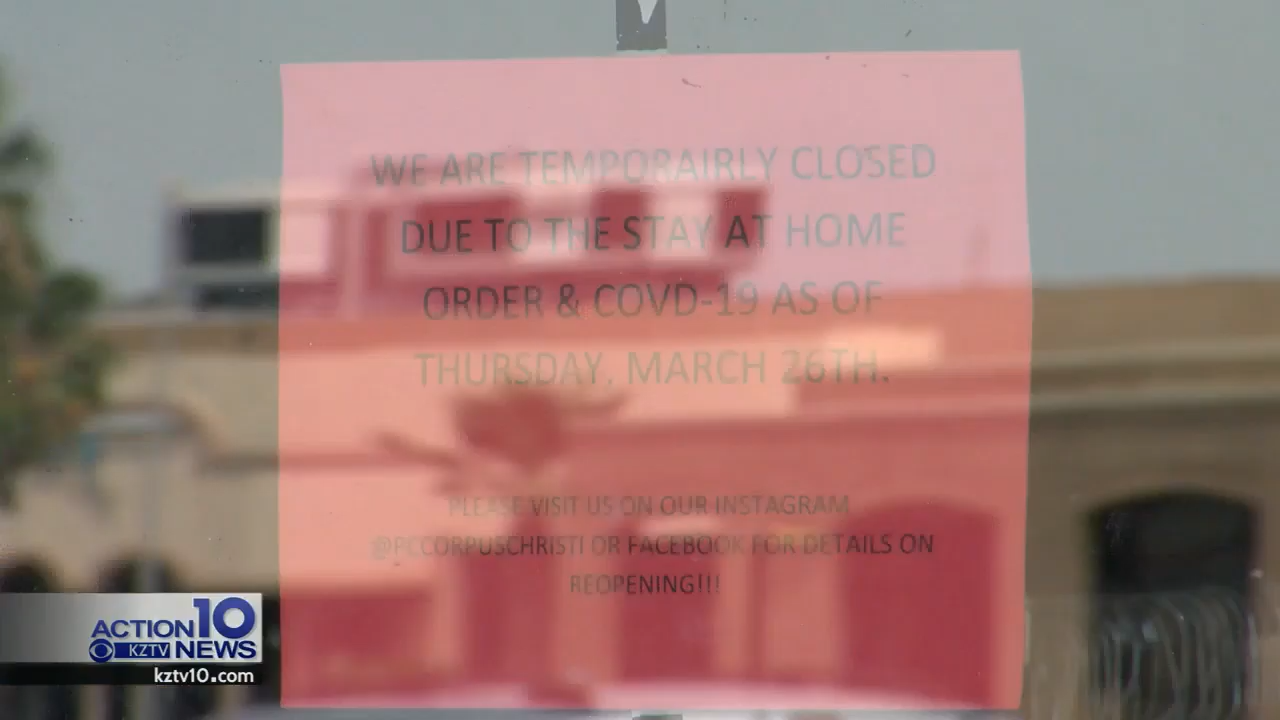 WE ARE TEMPORAIRLY CLOSED
DUE TO THE STAY AT HOME
ORDER & COVD-19 AS OF
THURSDAY, MARCH 26TH.
PLEASE VISIT US ON OUR INSTAGRAM
@PCCORPUSCHRISTI OR FACEBOOK FOR DETAILS ON
REOPENING!!!
ACTION 10
KZTV NEWS
kztv10.com